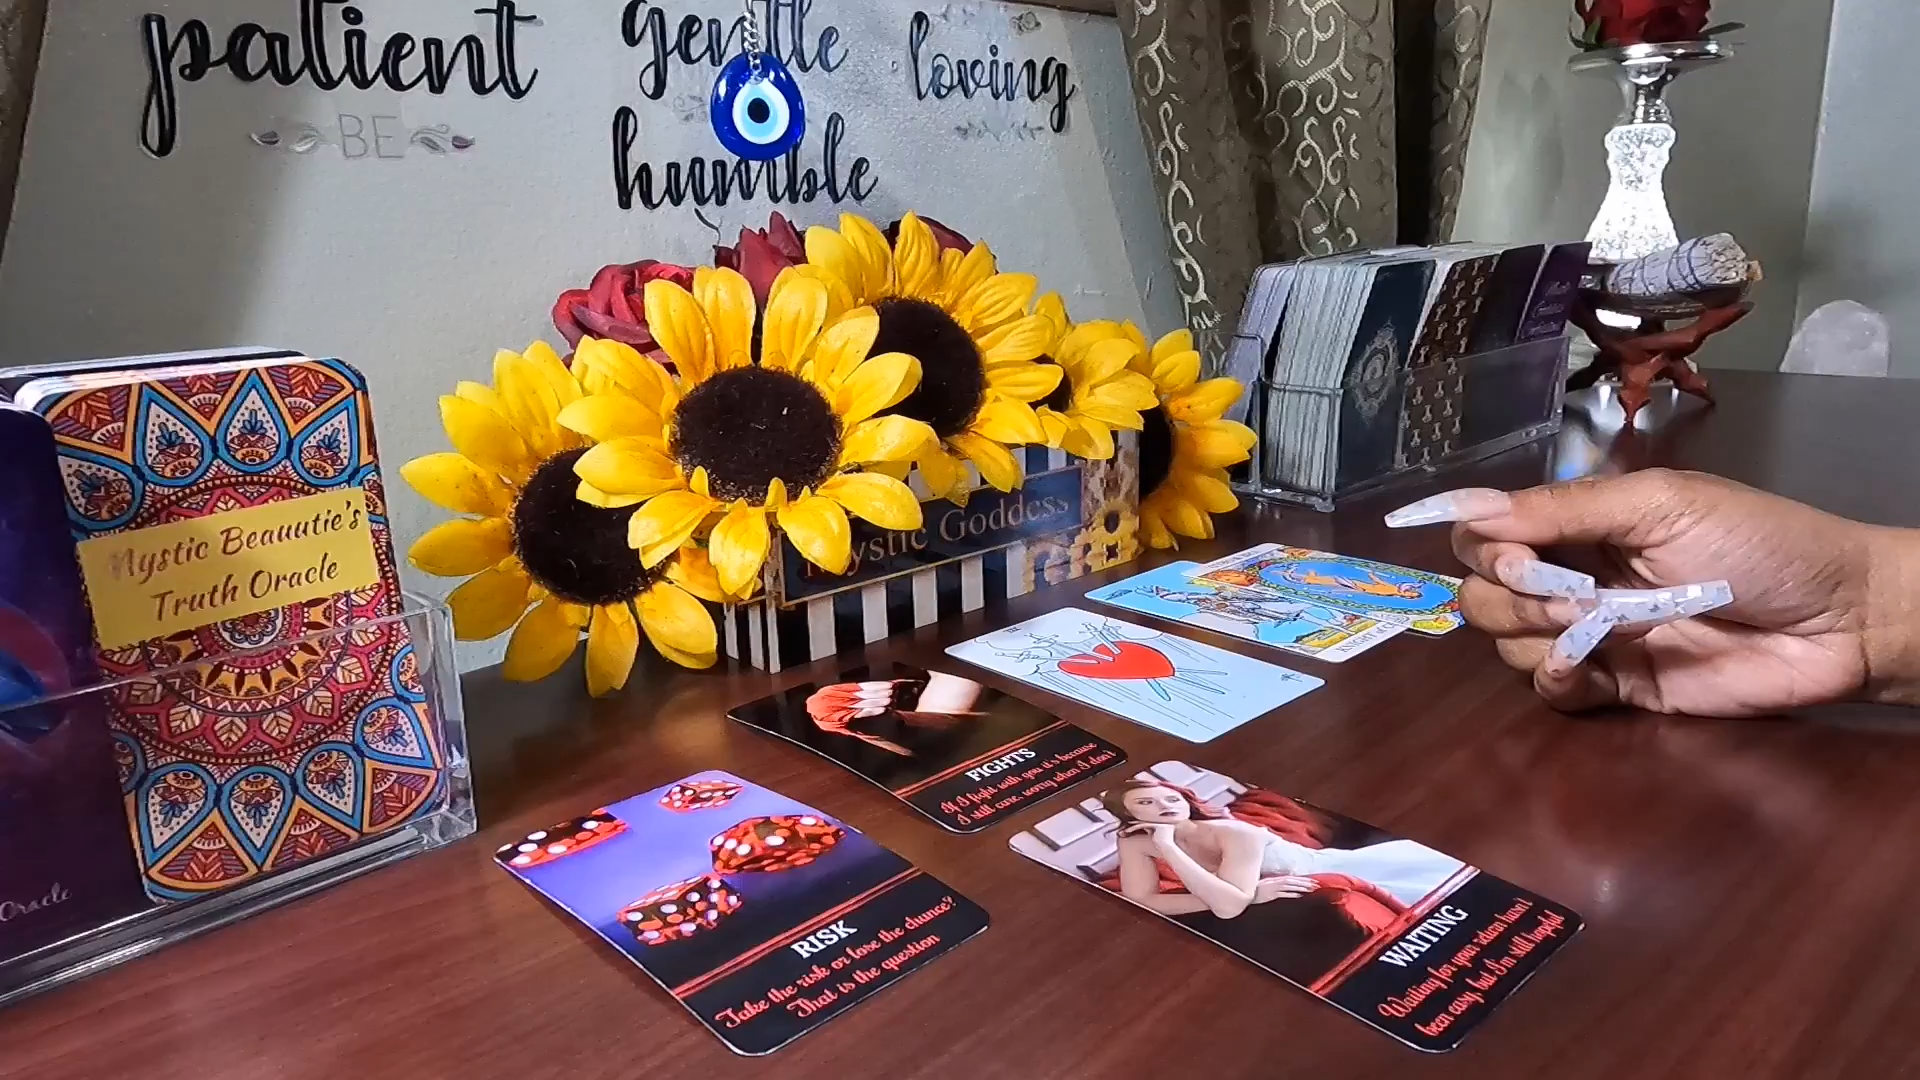 patient
BE
gentle
loving
humble
Mystic Beauutie's
Truth Oracle
Oracle
Mystic Goddess
KNIGHT OF
FIGHTS
If I fight with you it's because
I still care, worry when I don't
RISK
Take the risk or lose the chance?
That is the question
WAITING
Waiting for your return hasn't
been easy, but I'm still hopeful